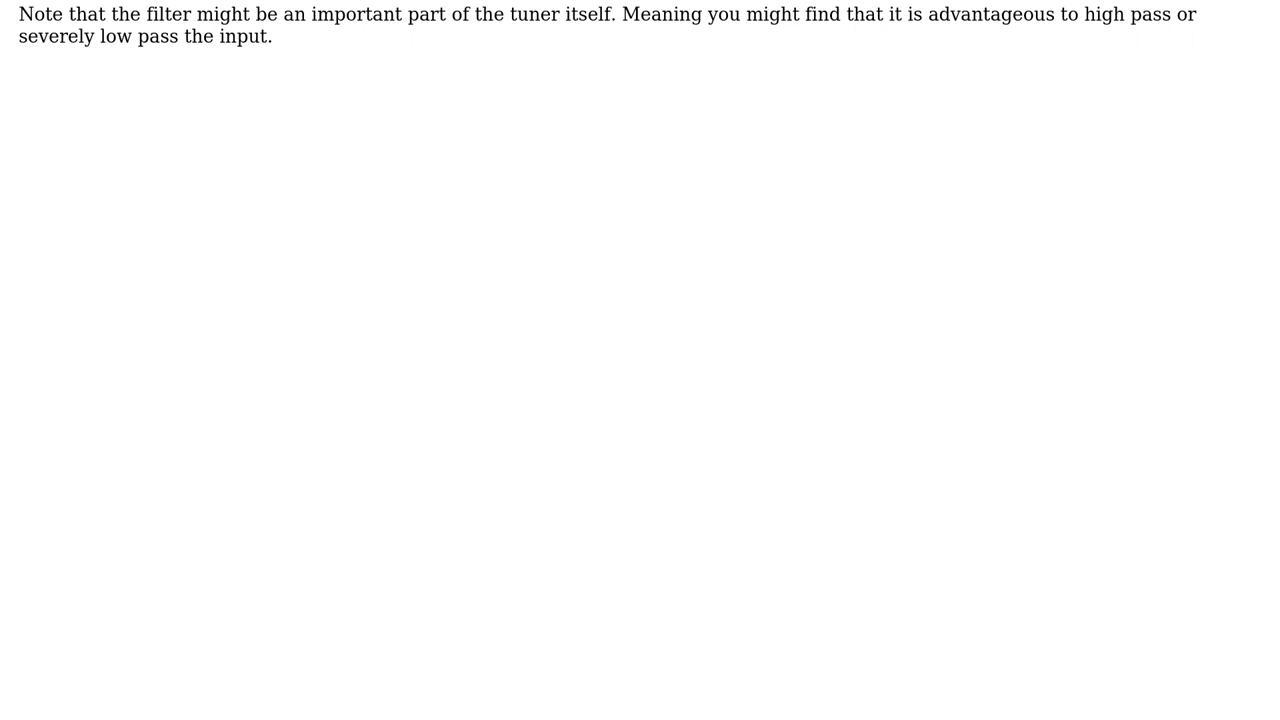 Note that the filter might be an important part of the tuner itself. Meaning you might find that it is advantageous to high pass or
severely low pass the input.